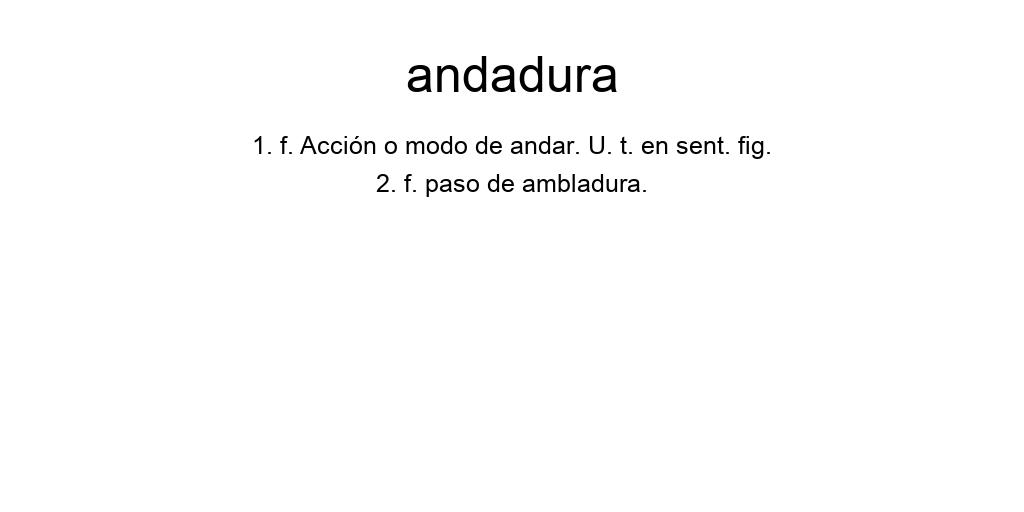 andadura
1. f. Acción o modo de andar. U. t. en sent. fig.
2. f. paso de ambladura.